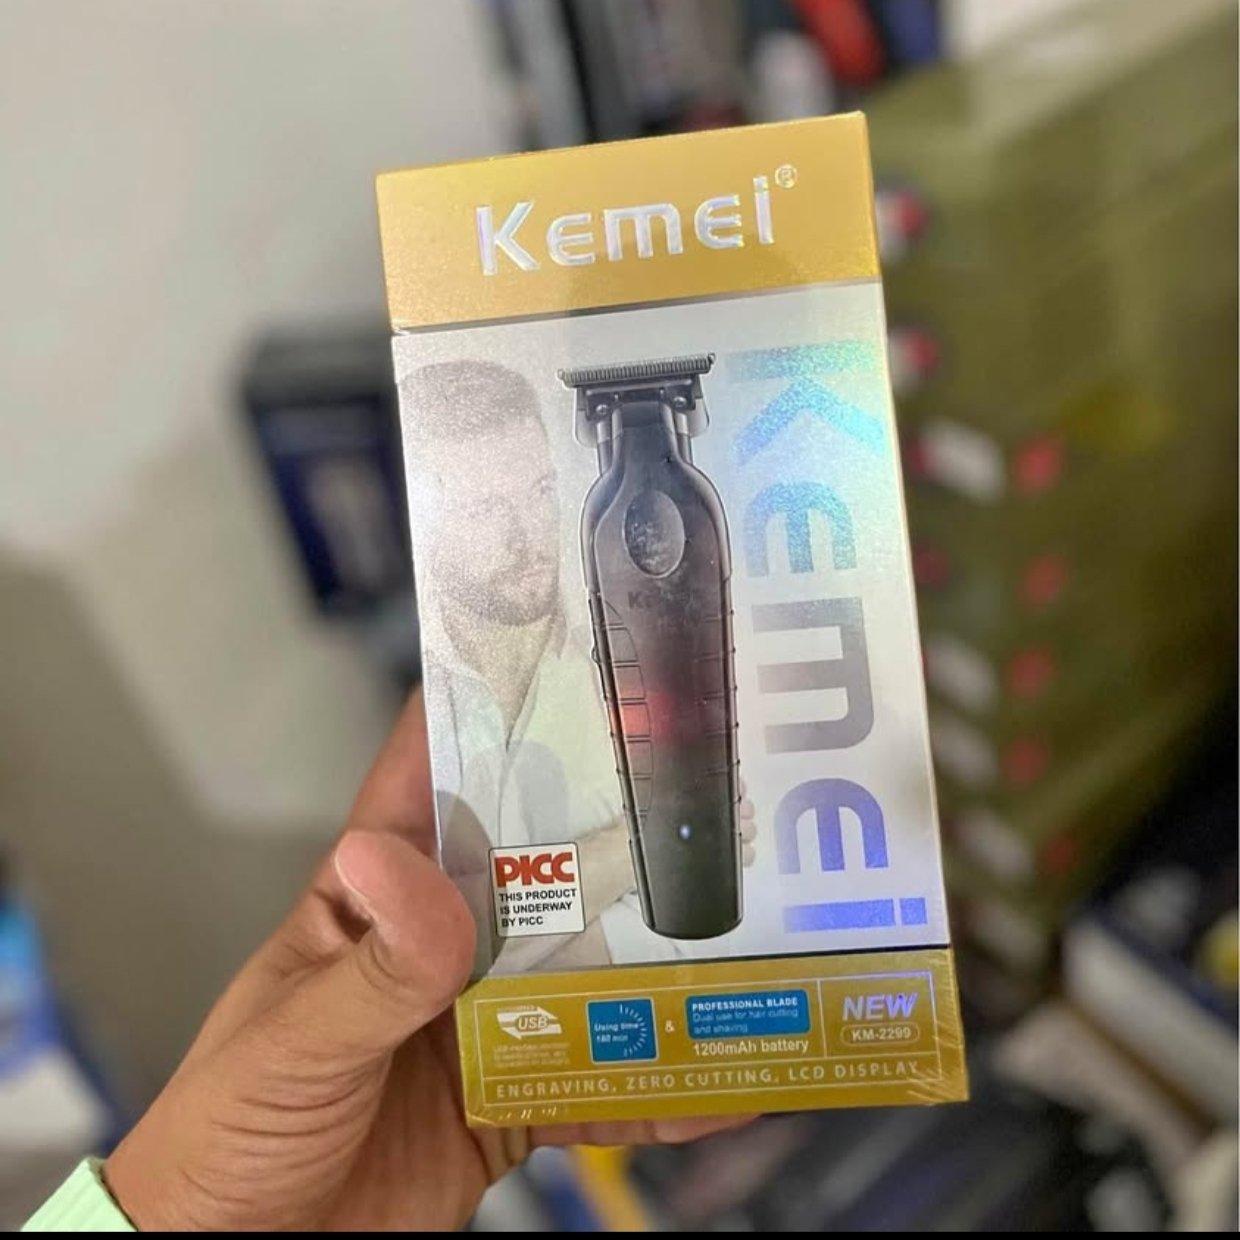 Kemei®
Kemei
PICC
THIS PRODUCT
IS UNDERWAY
BY PICC
USB
Using time
180 min
&
PROFESSIONAL BLADE
Dual use for hair cutting
and shaving
1200mAh battery
NEW
KM-2299
ENGRAVING, ZERO CUTTING, LCD DISPLAY